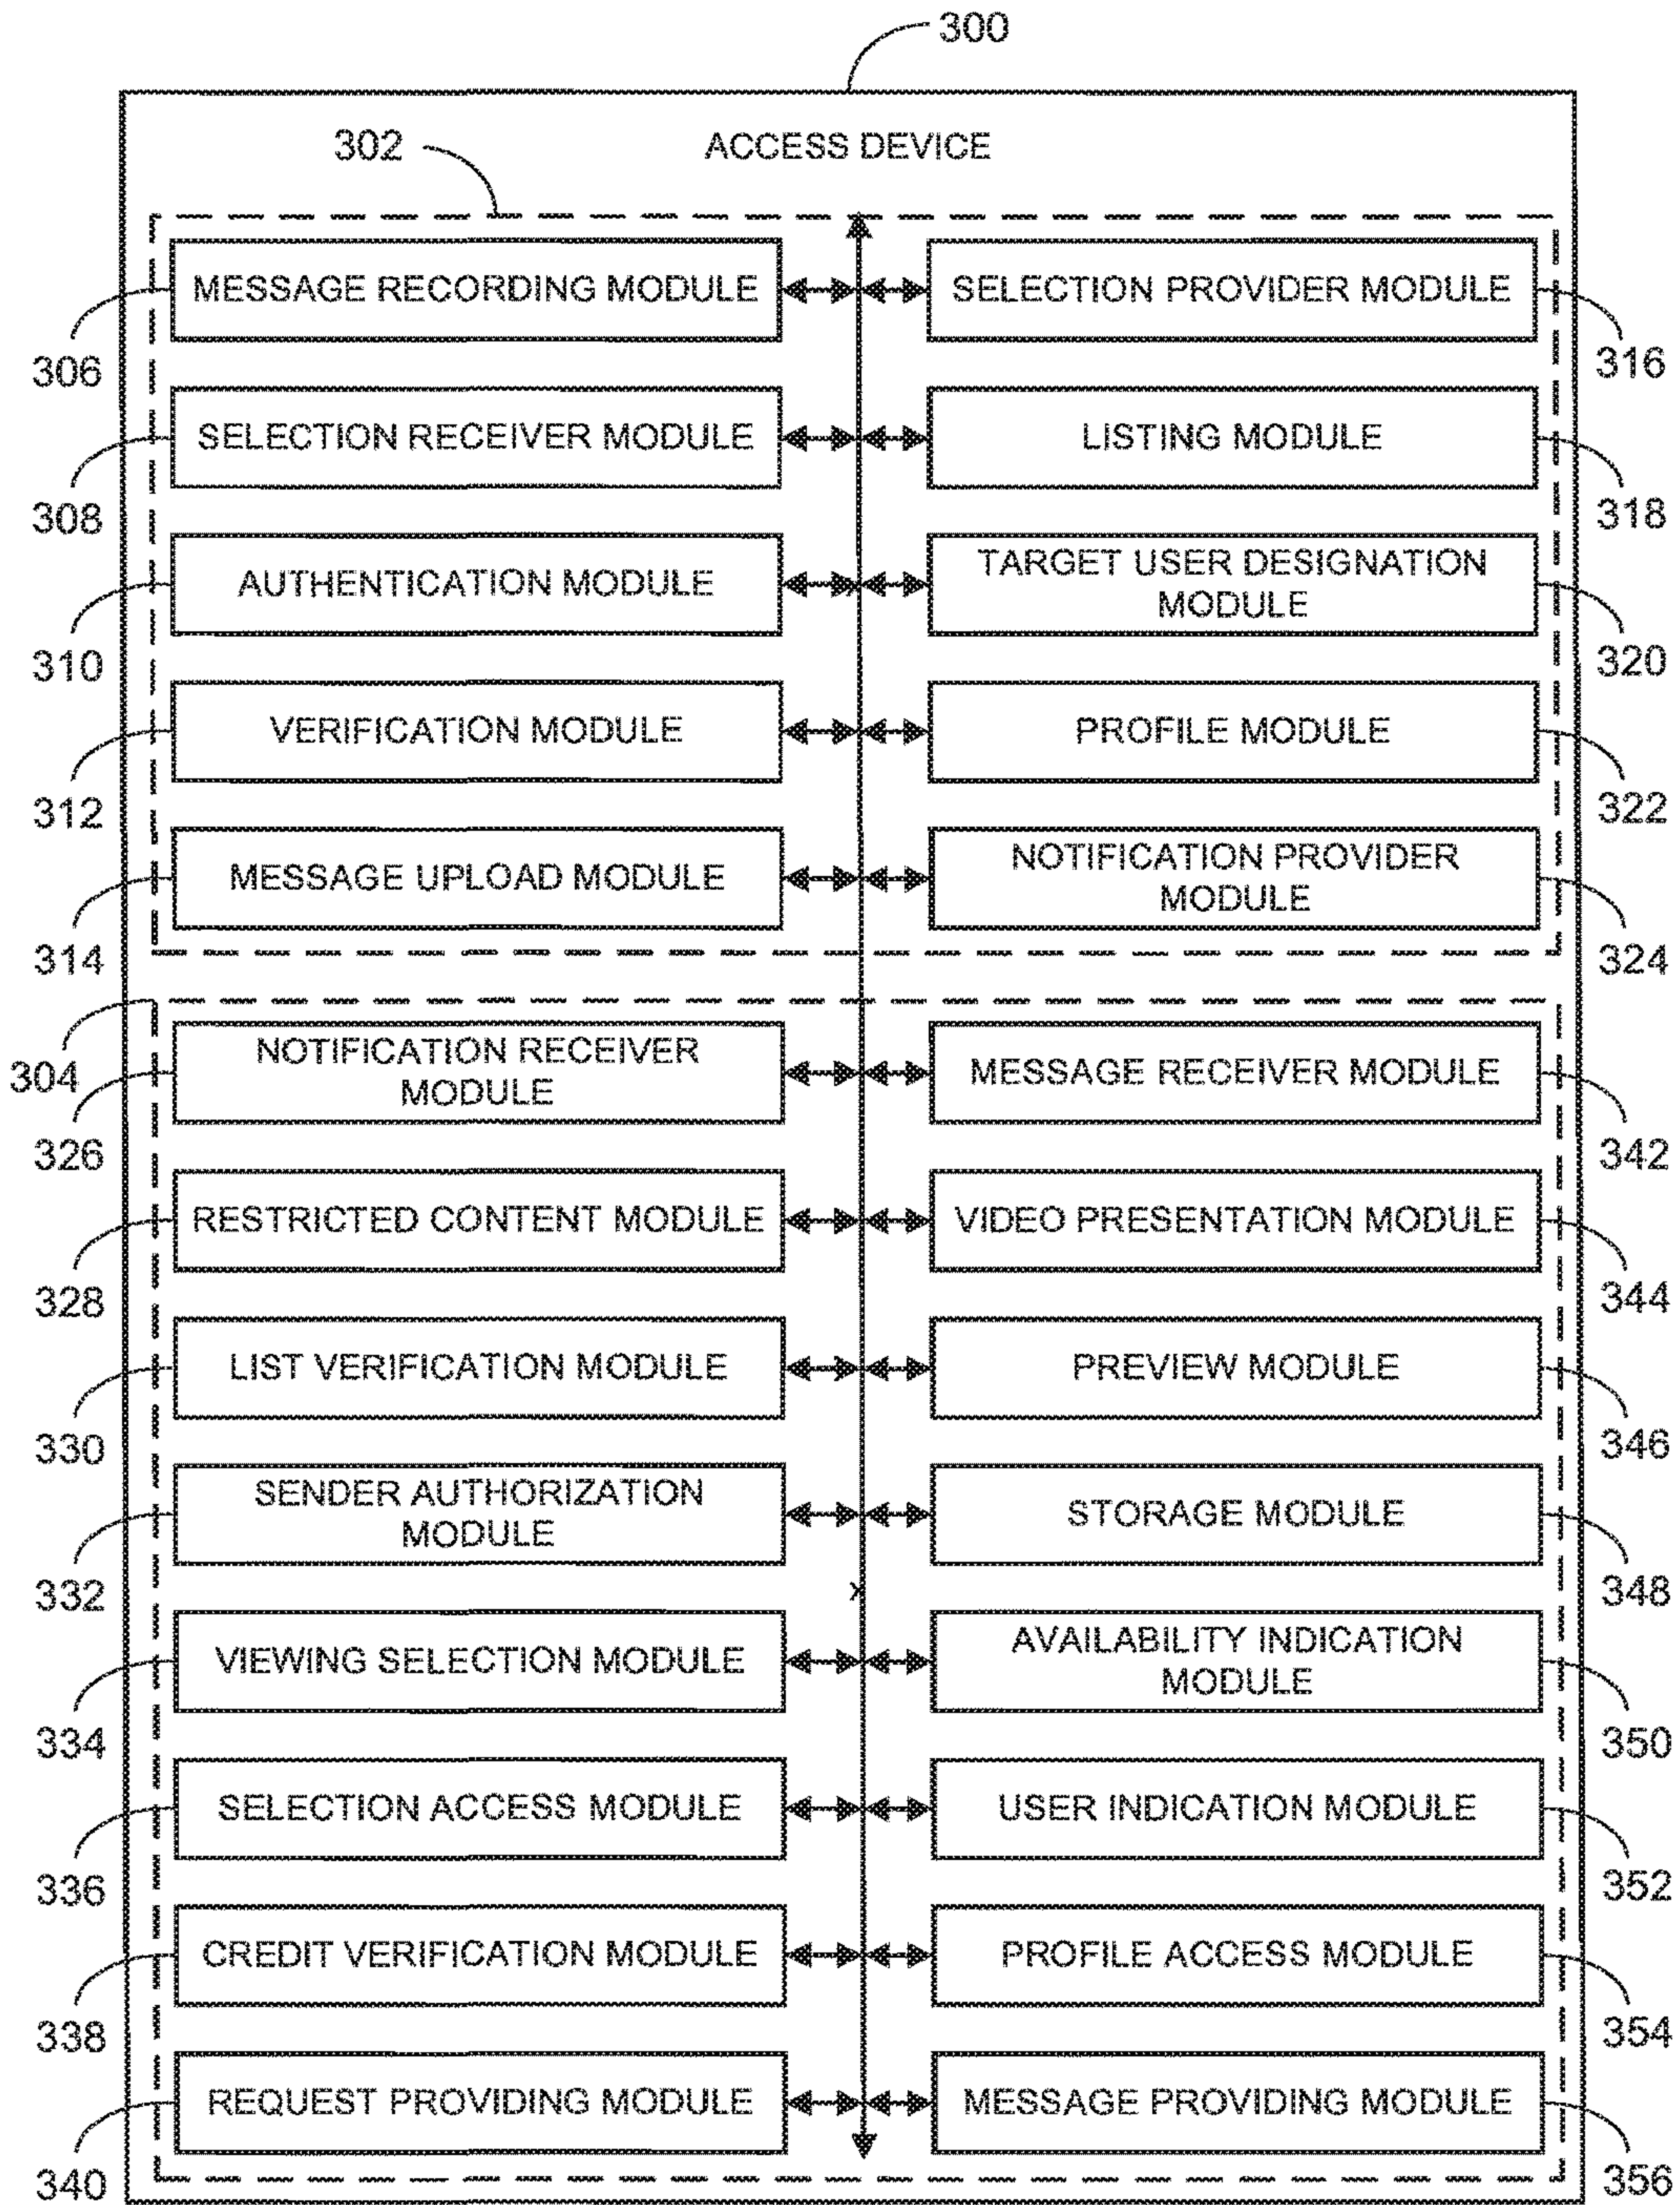 300
ACCESS DEVICE
302
MESSAGE RECORDING MODULE
SELECTION PROVIDER MODULE
306
316
SELECTION RECEIVER MODULE
LISTING MODULE
308
318
AUTHENTICATION MODULE
TARGET USER DESIGNATION
MODULE
310
320
VERIFICATION MODULE
PROFILE MODULE
312
322
MESSAGE UPLOAD MODULE
NOTIFICATION PROVIDER
MODULE
314
324
304
NOTIFICATION RECEIVER
MODULE
MESSAGE RECEIVER MODULE
326
342
RESTRICTED CONTENT MODULE
VIDEO PRESENTATION MODULE
328
344
LIST VERIFICATION MODULE
PREVIEW MODULE
330
346
SENDER AUTHORIZATION
MODULE
STORAGE MODULE
332
348
VIEWING SELECTION MODULE
AVAILABILITY INDICATION
MODULE
334
350
SELECTION ACCESS MODULE
USER INDICATION MODULE
336
352
CREDIT VERIFICATION MODULE
PROFILE ACCESS MODULE
338
354
REQUEST PROVIDING MODULE
MESSAGE PROVIDING MODULE
340
356